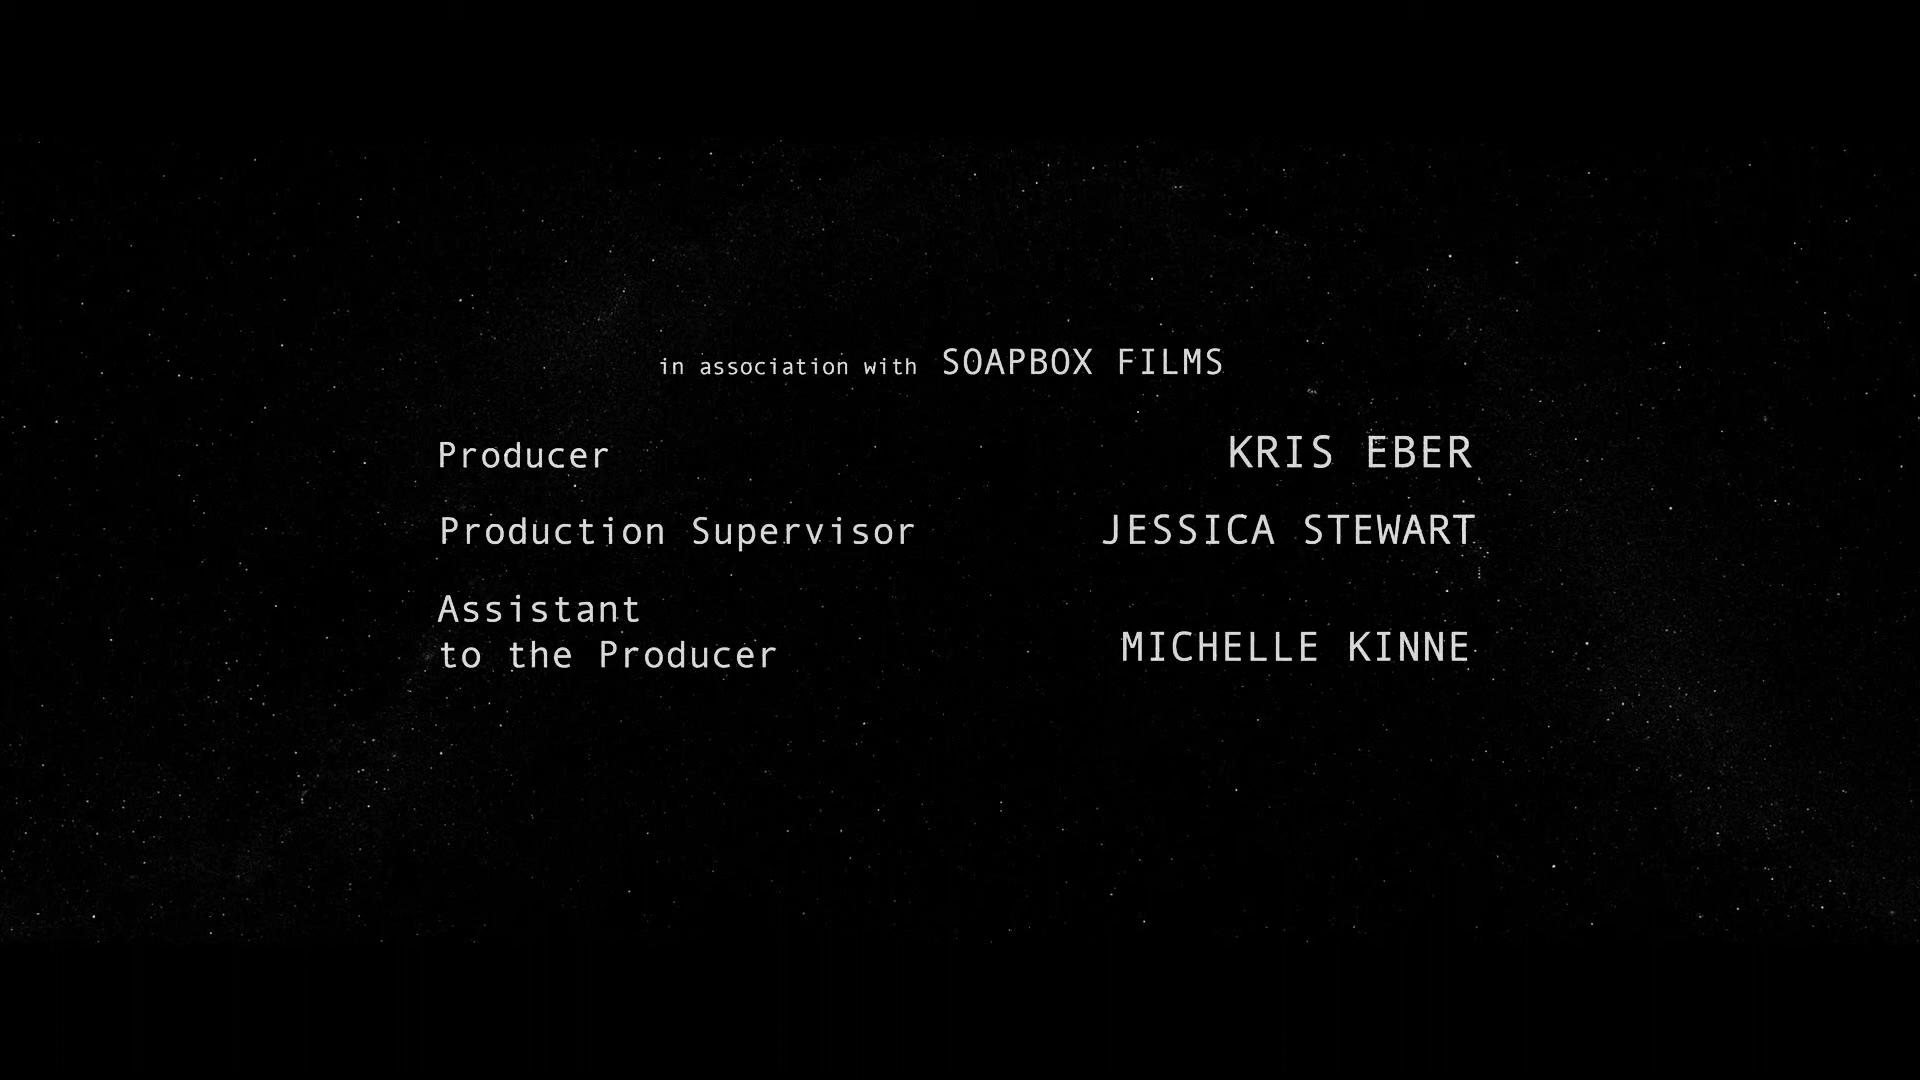 in association with SOAPBOX FILMS
Producer KRIS EBER
Production Supervisor JESSICA STEWART
Assistant
to the Producer MICHELLE KINNE